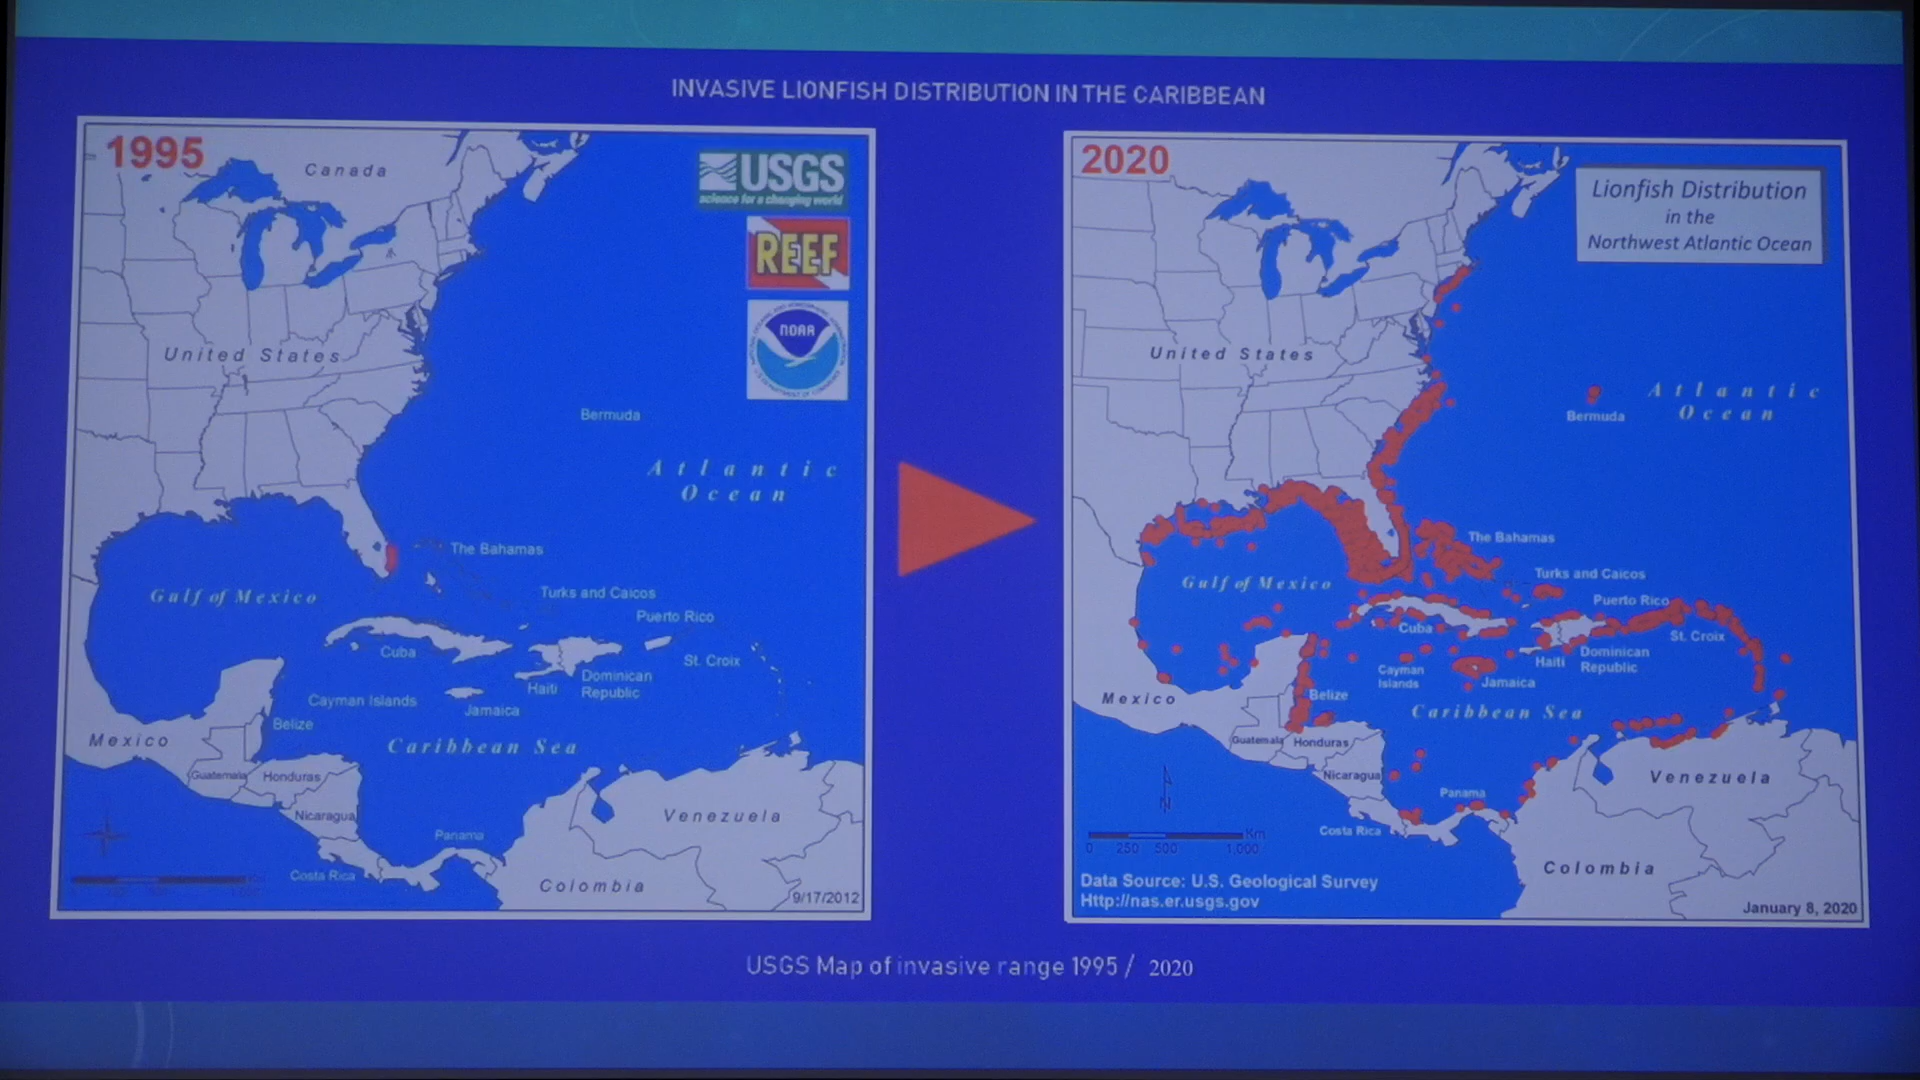 INVASIVE LIONFISH DISTRIBUTION IN THE CARIBBEAN
1995
Canada
USGS
science for a changing world
REEF
NOAA
United States
Bermuda
Atlantic
Ocean
The Bahamas
Gulf of Mexico
Turks and Caicos
Puerto Rico
Cuba
St. Croix
Dominican
Republic
Haiti
Cayman Islands
Jamaica
Belize
Mexico
Caribbean Sea
Guatemala
Honduras
Nicaragua
Venezuela
Panama
Costa Rica
Colombia
9/17/2012
2020
Lionfish Distribution
in the
Northwest Atlantic Ocean
United States
Atlantic
Ocean
Bermuda
The Bahamas
Gulf of Mexico
Turks and Caicos
Puerto Rico
Cuba
St. Croix
Dominican
Republic
Haiti
Cayman
Islands
Jamaica
Belize
Mexico
Caribbean Sea
Guatemala
Honduras
Nicaragua
Venezuela
N
Panama
Costa Rica
Km
0 250 500 1,000
Colombia
Data Source: U.S. Geological Survey
Http://nas.er.usgs.gov
January 8, 2020
USGS Map of invasive range 1995 / 2020